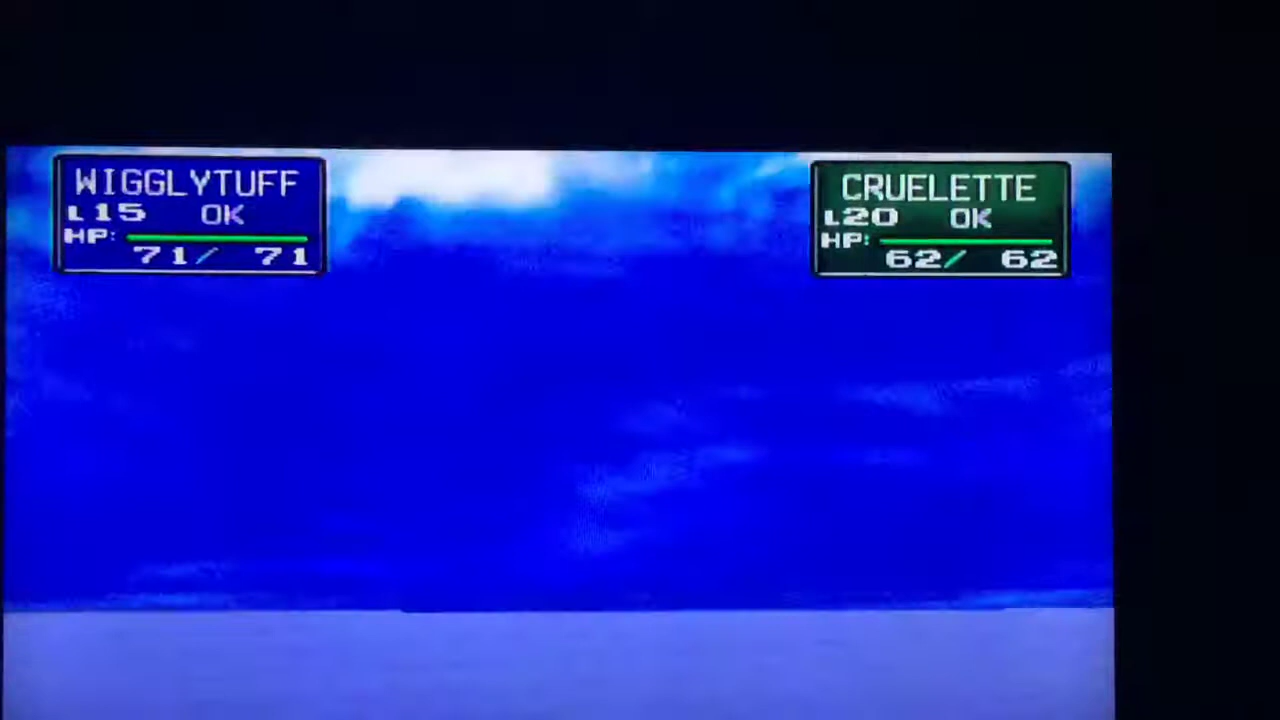 WIGGLYTUFF
L15 OK
HP:
71/ 71
CRUELETTE
L20 OK
HP:
62/ 62